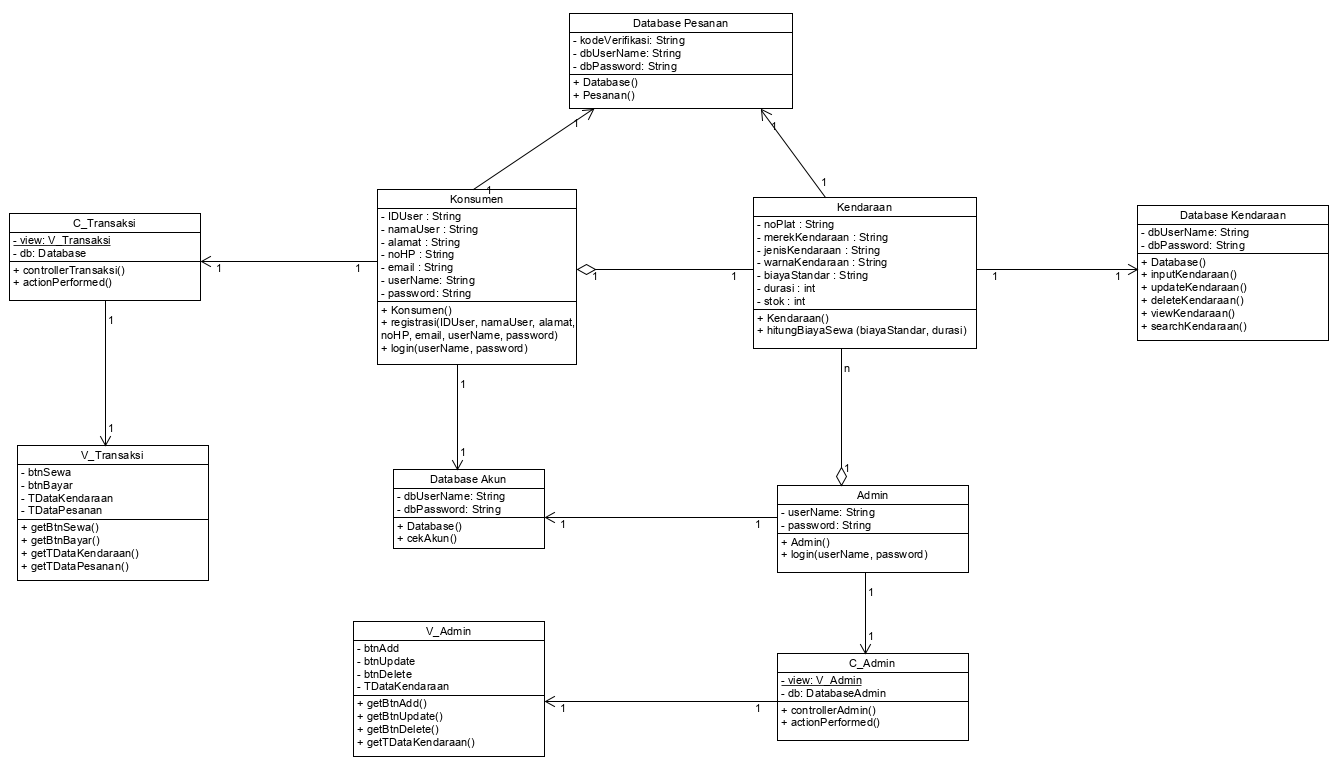 Database Pesanan
- kodeVerifikasi: String
- dbUserName: String
- dbPassword: String
+ Database()
+ Pesanan()
1
1
1
1
Konsumen
- IDUser : String
- namaUser : String
- alamat : String
- noHP : String
- email : String
- userName: String
- password: String
+ Konsumen()
+ registrasi(IDUser, namaUser, alamat,
noHP, email, userName, password)
+ login(userName, password)
Kendaraan
- noPlat : String
- merekKendaraan : String
- jenisKendaraan : String
- warnaKendaraan : String
- biayaStandar : String
- durasi : int
- stok : int
+ Kendaraan()
+ hitungBiayaSewa (biayaStandar, durasi)
Database Kendaraan
- dbUserName: String
- dbPassword: String
+ Database()
+ inputKendaraan()
+ updateKendaraan()
+ deleteKendaraan()
+ viewKendaraan()
+ searchKendaraan()
C_Transaksi
- view: V_Transaksi
- db: Database
+ controllerTransaksi()
+ actionPerformed()
1
1
1
1
1
1
1
1
V_Transaksi
- btnSewa
- btnBayar
- TDataKendaraan
- TDataPesanan
+ getBtnSewa()
+ getBtnBayar()
+ getTDataKendaraan()
+ getTDataPesanan()
1
1
Database Akun
- dbUserName: String
- dbPassword: String
+ Database()
+ cekAkun()
n
1
Admin
- userName: String
- password: String
+ Admin()
+ login(userName, password)
1
1
1
1
V_Admin
- btnAdd
- btnUpdate
- btnDelete
- TDataKendaraan
+ getBtnAdd()
+ getBtnUpdate()
+ getBtnDelete()
+ getTDataKendaraan()
C_Admin
- view: V_Admin
- db: DatabaseAdmin
+ controllerAdmin()
+ actionPerformed()
1
1